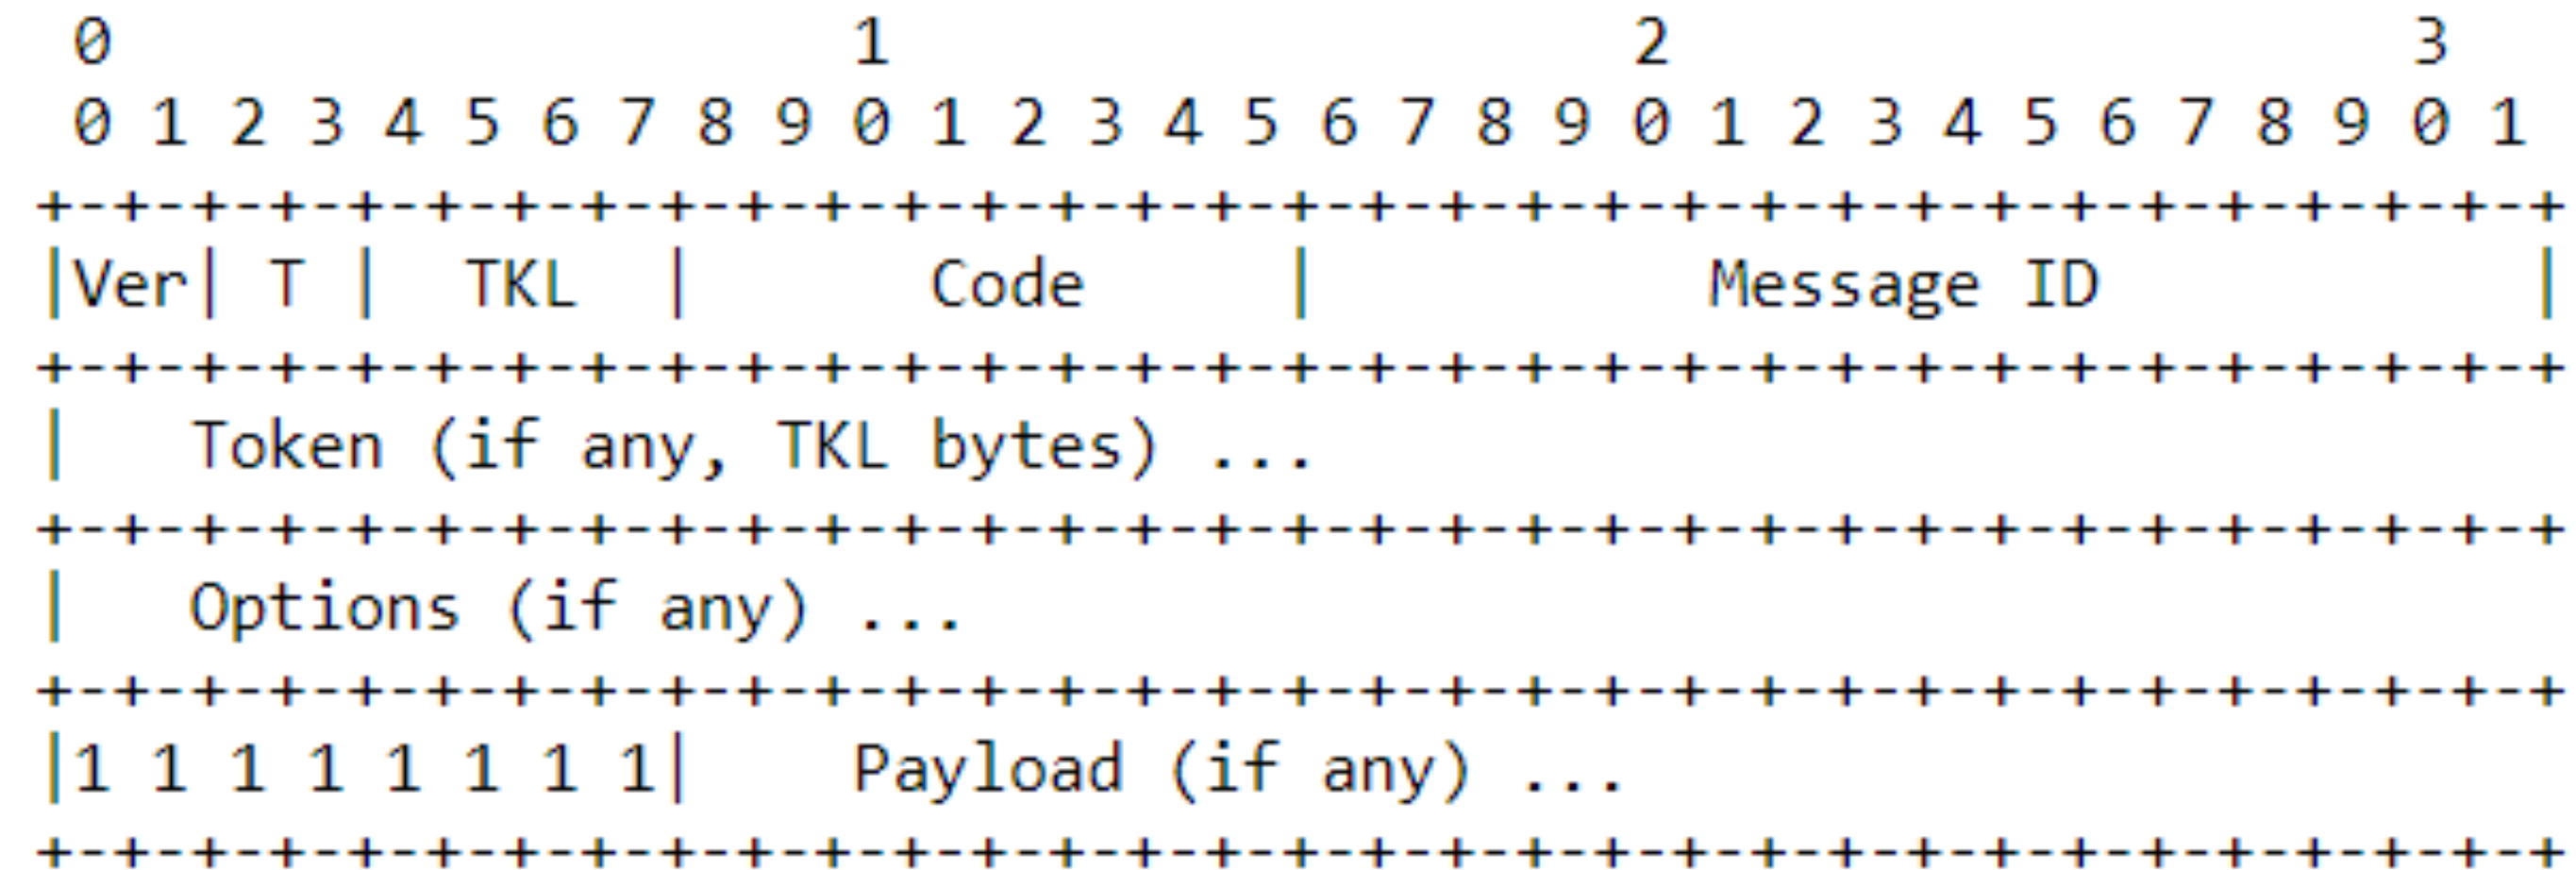 0                   1                   2                   3
 0 1 2 3 4 5 6 7 8 9 0 1 2 3 4 5 6 7 8 9 0 1 2 3 4 5 6 7 8 9 0 1
+-+-+-+-+-+-+-+-+-+-+-+-+-+-+-+-+-+-+-+-+-+-+-+-+-+-+-+-+-+-+-+-+
|Ver| T |  TKL  |      Code     |          Message ID           |
+-+-+-+-+-+-+-+-+-+-+-+-+-+-+-+-+-+-+-+-+-+-+-+-+-+-+-+-+-+-+-+-+
|   Token (if any, TKL bytes) ...
+-+-+-+-+-+-+-+-+-+-+-+-+-+-+-+-+-+-+-+-+-+-+-+-+-+-+-+-+-+-+-+-+
|   Options (if any) ...
+-+-+-+-+-+-+-+-+-+-+-+-+-+-+-+-+-+-+-+-+-+-+-+-+-+-+-+-+-+-+-+-+
|1 1 1 1 1 1 1 1|    Payload (if any) ...
+-+-+-+-+-+-+-+-+-+-+-+-+-+-+-+-+-+-+-+-+-+-+-+-+-+-+-+-+-+-+-+-+